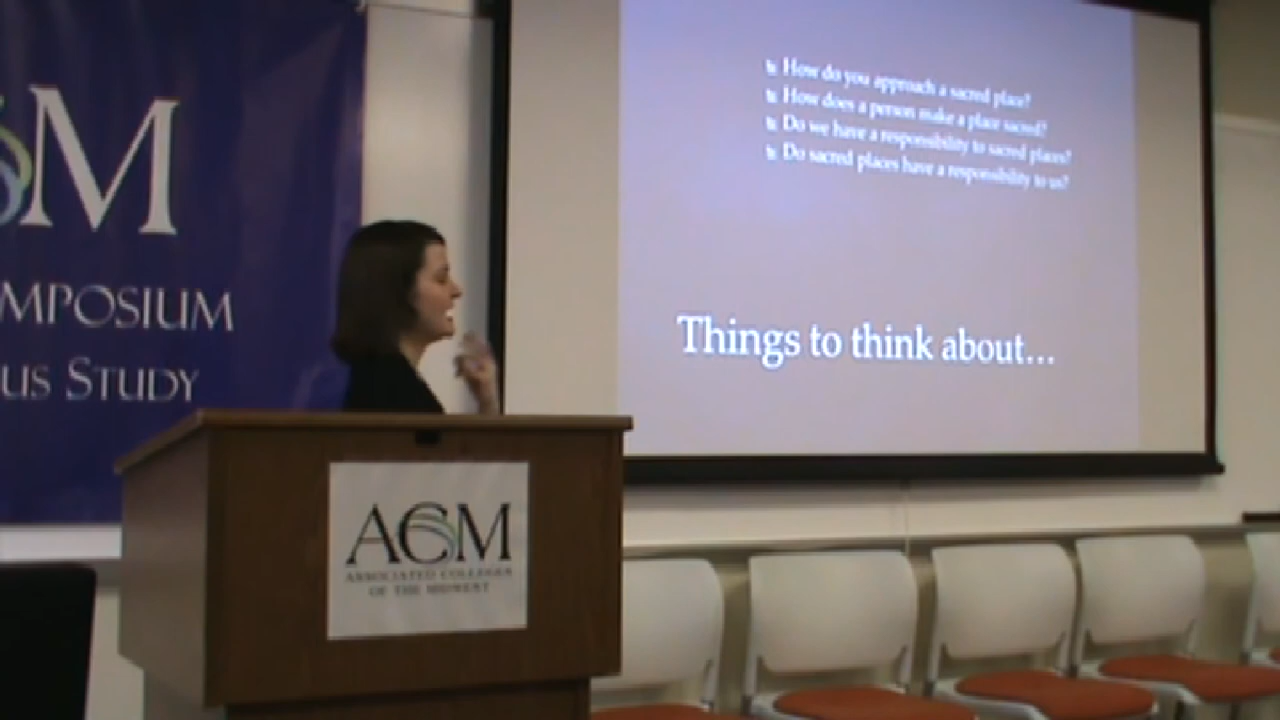 M
MPOSIUM
US STUDY
How do you approach a sacred place?
How does a person make a place sacred?
Do we have a responsibility to sacred places?
Do sacred places have a responsibility to us?
Things to think about...
ACM
ASSOCIATED COLLEGES
OF THE MIDWEST